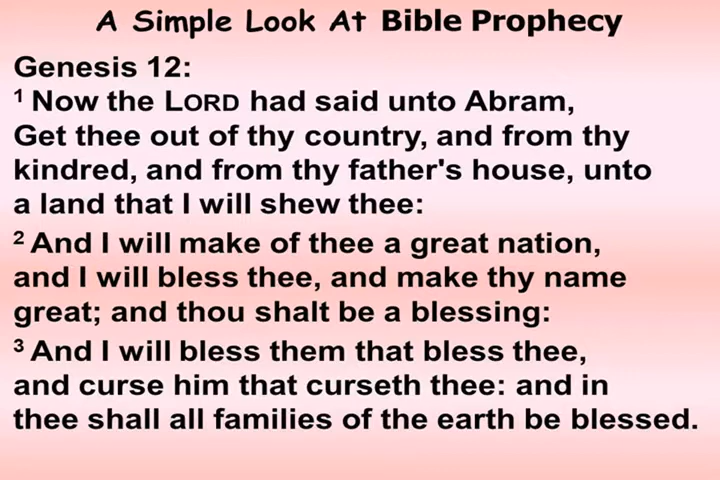 A Simple Look At Bible Prophecy
Genesis 12:
1 Now the LORD had said unto Abram,
Get thee out of thy country, and from thy
kindred, and from thy father's house, unto
a land that I will shew thee:
2 And I will make of thee a great nation,
and I will bless thee, and make thy name
great; and thou shalt be a blessing:
3 And I will bless them that bless thee,
and curse him that curseth thee: and in
thee shall all families of the earth be blessed.